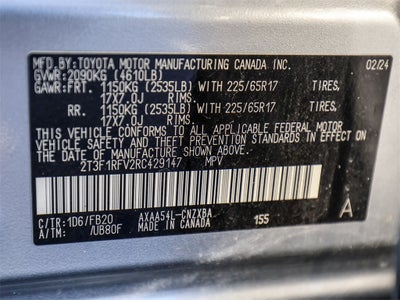 MFD.BY:TOYOTA MOTOR MANUFACTURING CANADA INC. 02/24
GVWR:2090KG (4610LB)
GAWR:FRT. 1150KG (2535LB) WITH 225/65R17 TIRES,
17X7.0J RIMS.
RR. 1150KG (2535LB) WITH 225/65R17 TIRES,
17X7.0J RIMS.
THIS VEHICLE CONFORMS TO ALL APPLICABLE FEDERAL MOTOR
VEHICLE SAFETY AND THEFT PREVENTION STANDARDS IN EFFECT
ON THE DATE OF MANUFACTURE SHOWN ABOVE.
2T3F1RFV2RC429147 MPV
C/TR:1D6/FB20 AXAA54L-CNZXBA A
A/TM: /UB80F MADE IN CANADA 155